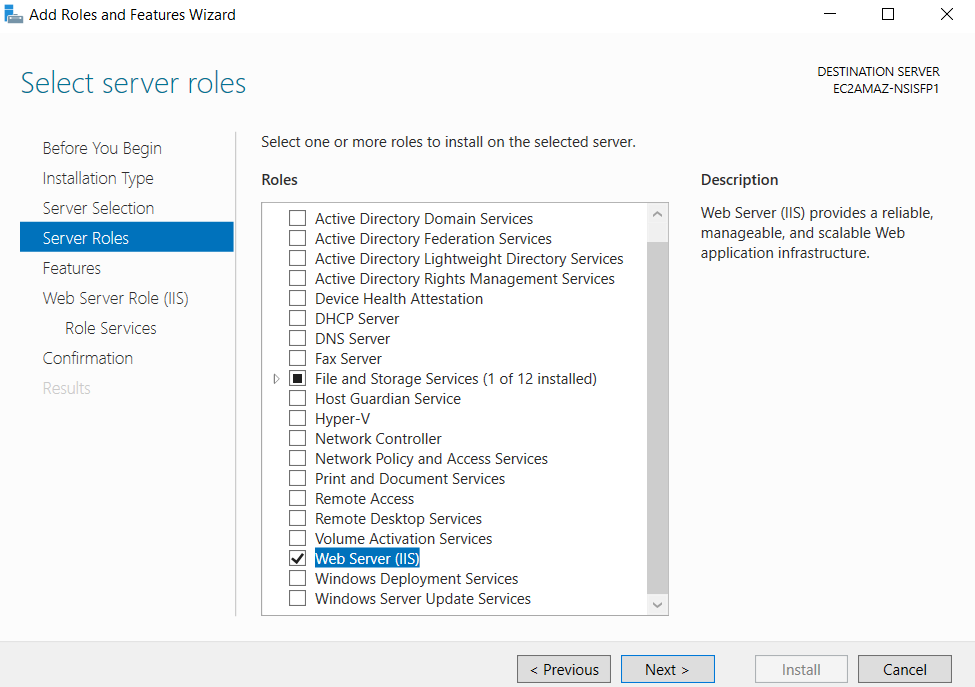 Add Roles and Features Wizard
Select server roles
DESTINATION SERVER
EC2AMAZ-NSISFP1
Before You Begin
Installation Type
Server Selection
Server Roles
Features
Web Server Role (IIS)
Role Services
Confirmation
Results
Select one or more roles to install on the selected server.
Roles
Active Directory Domain Services
Active Directory Federation Services
Active Directory Lightweight Directory Services
Active Directory Rights Management Services
Device Health Attestation
DHCP Server
DNS Server
Fax Server
File and Storage Services (1 of 12 installed)
Host Guardian Service
Hyper-V
Network Controller
Network Policy and Access Services
Print and Document Services
Remote Access
Remote Desktop Services
Volume Activation Services
Web Server (IIS)
Windows Deployment Services
Windows Server Update Services
Description
Web Server (IIS) provides a reliable,
manageable, and scalable Web
application infrastructure.
< Previous
Next >
Install
Cancel